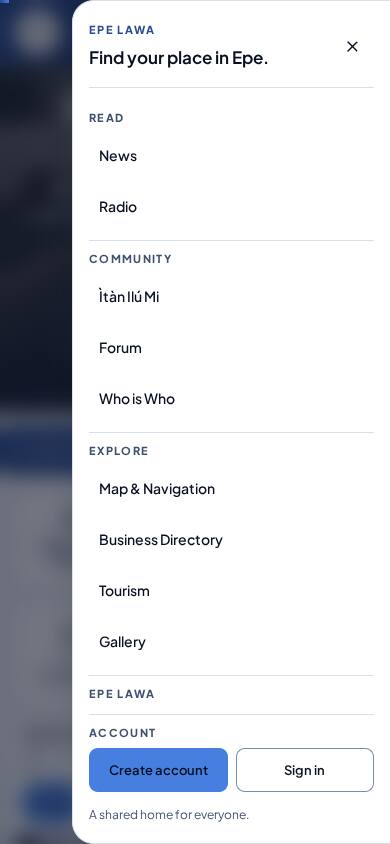 EPE LAWA
Find your place in Epe.
READ
News
Radio
COMMUNITY
Ìtàn Ilú Mi
Forum
Who is Who
EXPLORE
Map & Navigation
Business Directory
Tourism
Gallery
EPE LAWA
ACCOUNT
Create account
Sign in
A shared home for everyone.